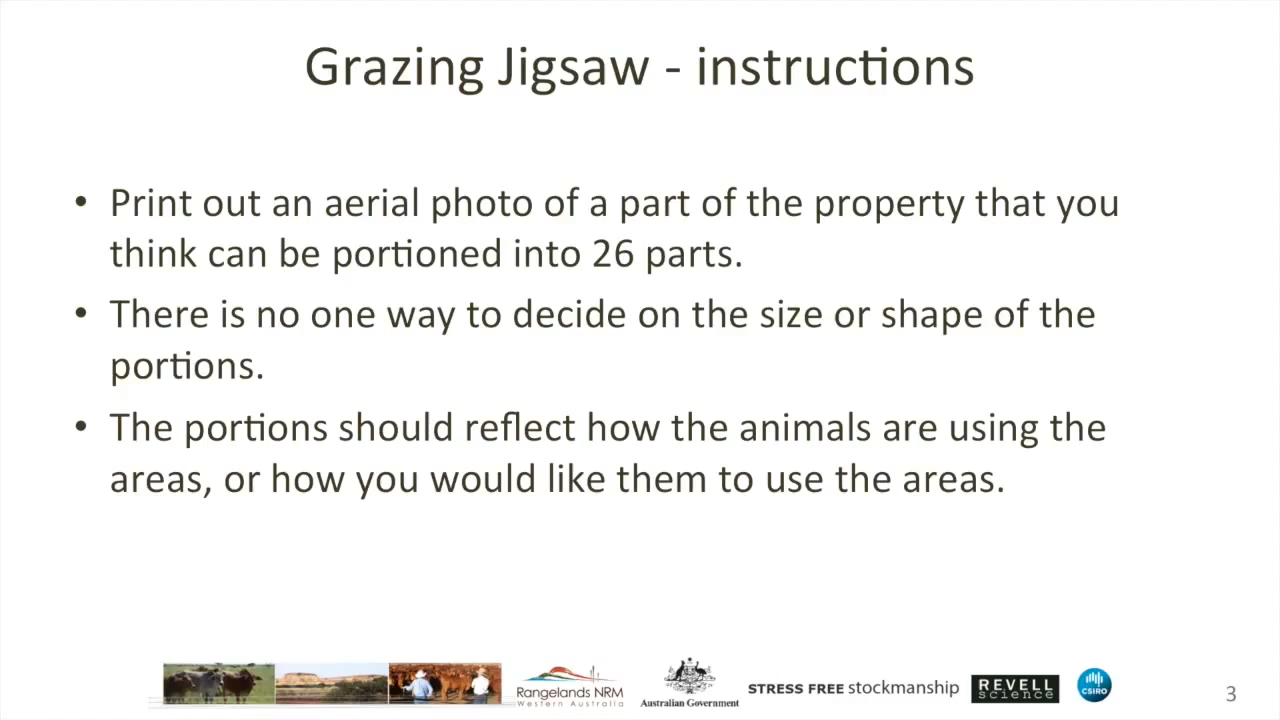 Grazing Jigsaw - instructions
• Print out an aerial photo of a part of the property that you
think can be portioned into 26 parts.
• There is no one way to decide on the size or shape of the
portions.
• The portions should reflect how the animals are using the
areas, or how you would like them to use the areas.
Rangelands NRM
Western Australia
Australian Government
STRESS FREE stockmanship
REVELL
science
CSIRO
3